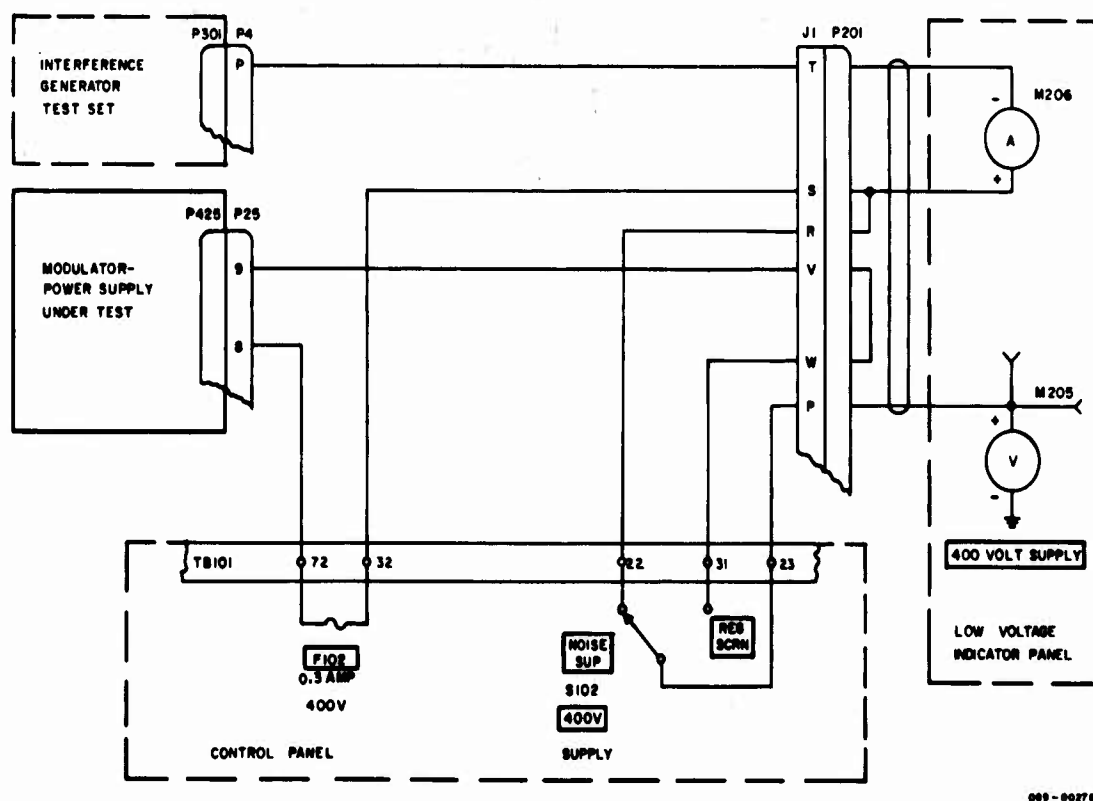 P301 P4
J1 P201
INTERFERENCE
GENERATOR
TEST SET
P
T
M206
-
A
+
S
P425 P25
R
MODULATOR-
POWER SUPPLY
UNDER TEST
9
V
8
W
P
M205
+
V
-
400 VOLT SUPPLY
TB101
72
32
22
31
23
NOISE
SUP
REG
SCRN
F102
0.3 AMP
400V
S102
400V
SUPPLY
LOW VOLTAGE
INDICATOR PANEL
CONTROL PANEL